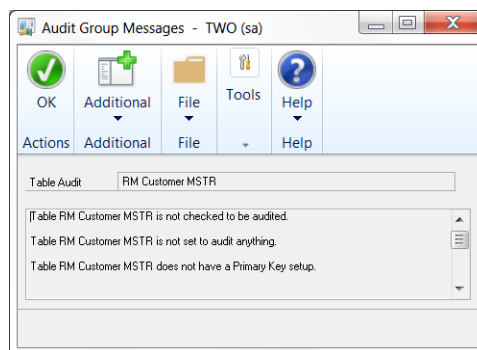 Audit Group Messages - TWO (sa)
OK
Additional
File
Tools
Help
Actions
Additional
File
Help
Table Audit
RM Customer MSTR
Table RM Customer MSTR is not checked to be audited.
Table RM Customer MSTR is not set to audit anything.
Table RM Customer MSTR does not have a Primary Key setup.